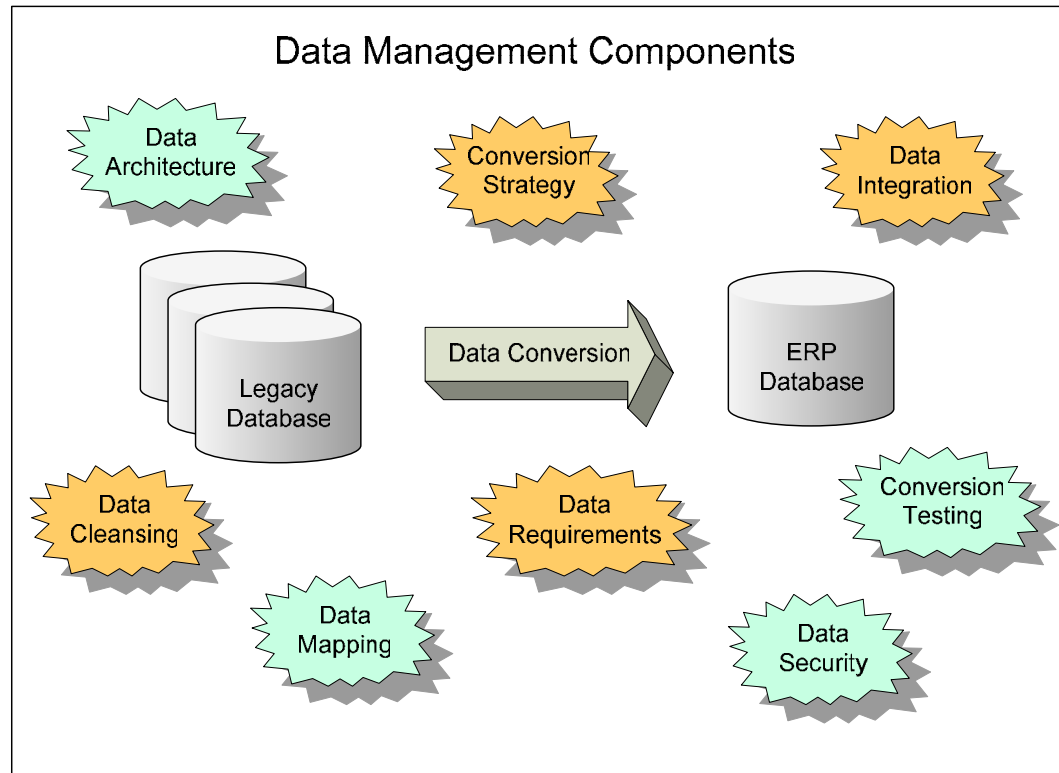 Data Management Components
Data
Architecture
Conversion
Strategy
Data
Integration
Legacy
Database
Data Conversion
ERP
Database
Data
Cleansing
Data
Requirements
Conversion
Testing
Data
Mapping
Data
Security